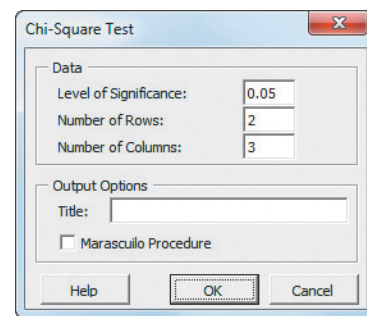 Chi-Square Test
Data
Level of Significance: 0.05
Number of Rows: 2
Number of Columns: 3
Output Options
Title:
Marascuilo Procedure
Help OK Cancel